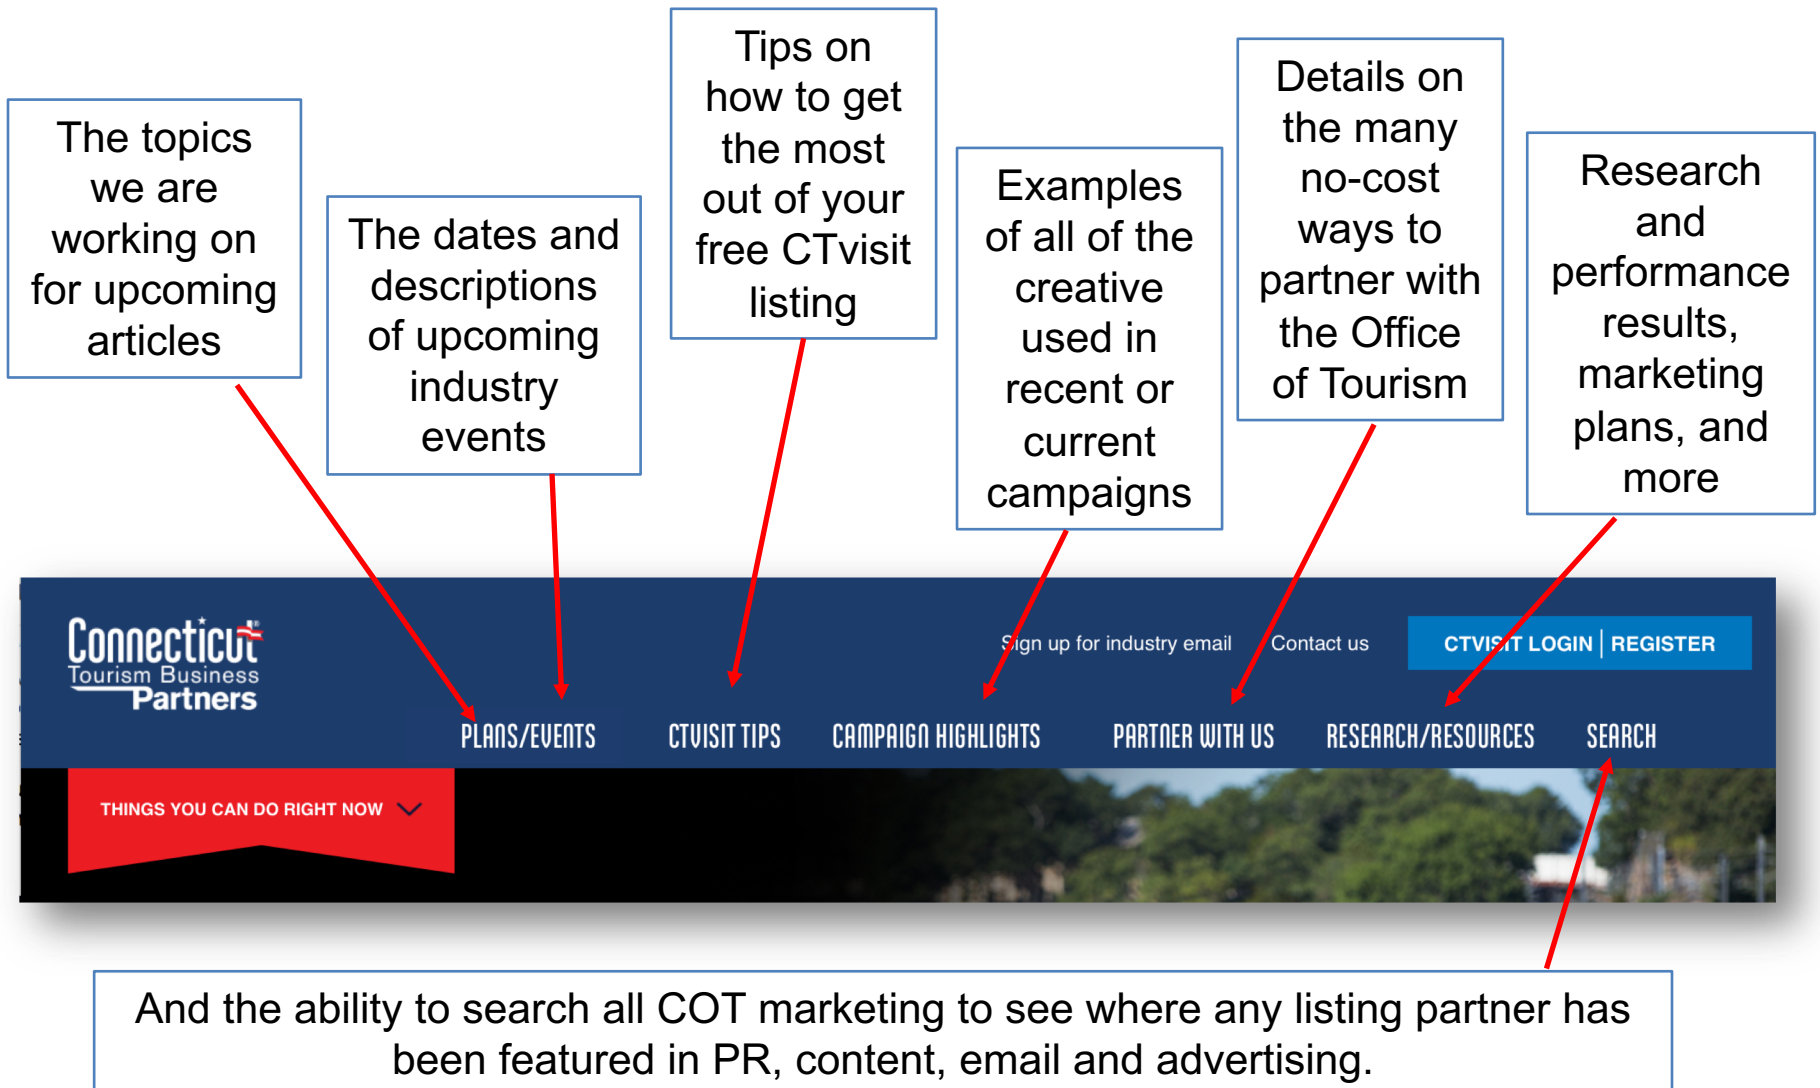 The topics
we are
working on
for upcoming
articles
The dates and
descriptions
of upcoming
industry
events
Tips on
how to get
the most
out of your
free CTvisit
listing
Examples
of all of the
creative
used in
recent or
current
campaigns
Details on
the many
no-cost
ways to
partner with
the Office
of Tourism
Research
and
performance
results,
marketing
plans, and
more
Connecticut®
Tourism Business
Partners
Sign up for industry email
Contact us
CTVISIT LOGIN | REGISTER
PLANS/EVENTS
CTVISIT TIPS
CAMPAIGN HIGHLIGHTS
PARTNER WITH US
RESEARCH/RESOURCES
SEARCH
THINGS YOU CAN DO RIGHT NOW
And the ability to search all COT marketing to see where any listing partner has
been featured in PR, content, email and advertising.